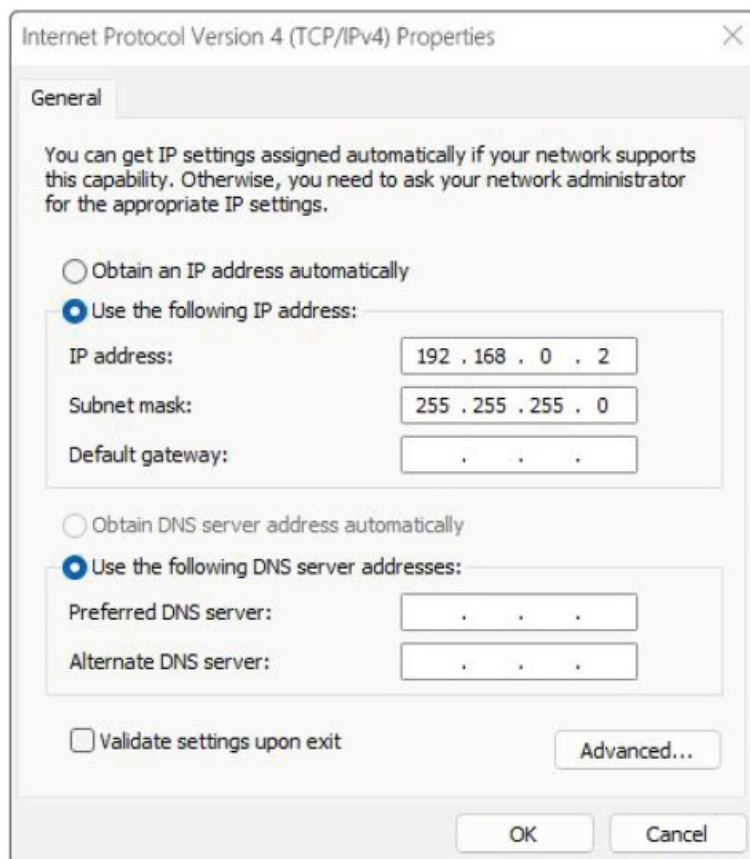 Internet Protocol Version 4 (TCP/IPv4) Properties
General
You can get IP settings assigned automatically if your network supports
this capability. Otherwise, you need to ask your network administrator
for the appropriate IP settings.
Obtain an IP address automatically
Use the following IP address:
IP address: 192 . 168 . 0 . 2
Subnet mask: 255 . 255 . 255 . 0
Default gateway: . . .
Obtain DNS server address automatically
Use the following DNS server addresses:
Preferred DNS server: . . .
Alternate DNS server: . . .
Validate settings upon exit
Advanced...
OK Cancel